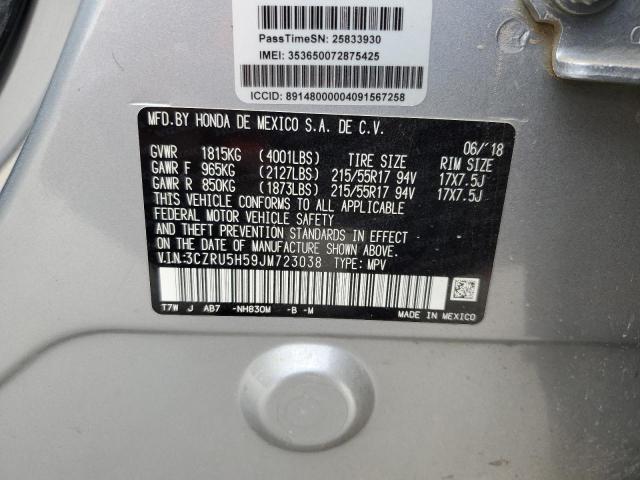 PassTimeSN: 25833930
IMEI: 353650072875425
ICCID: 89148000004091567258
MFD.BY HONDA DE MEXICO S.A. DE C.V.
06/'18
GVWR 1815KG (4001LBS) TIRE SIZE RIM SIZE
GAWR F 965KG (2127LBS) 215/55R17 94V 17X7.5J
GAWR R 850KG (1873LBS) 215/55R17 94V 17X7.5J
THIS VEHICLE CONFORMS TO ALL APPLICABLE
FEDERAL MOTOR VEHICLE SAFETY
AND THEFT PREVENTION STANDARDS IN EFFECT
ON THE DATE OF MANUFACTURE SHOWN ABOVE.
V.I.N:3CZRU5H59JM723038 TYPE: MPV
T7W J AB7 -NH830M -B -M
MADE IN MEXICO